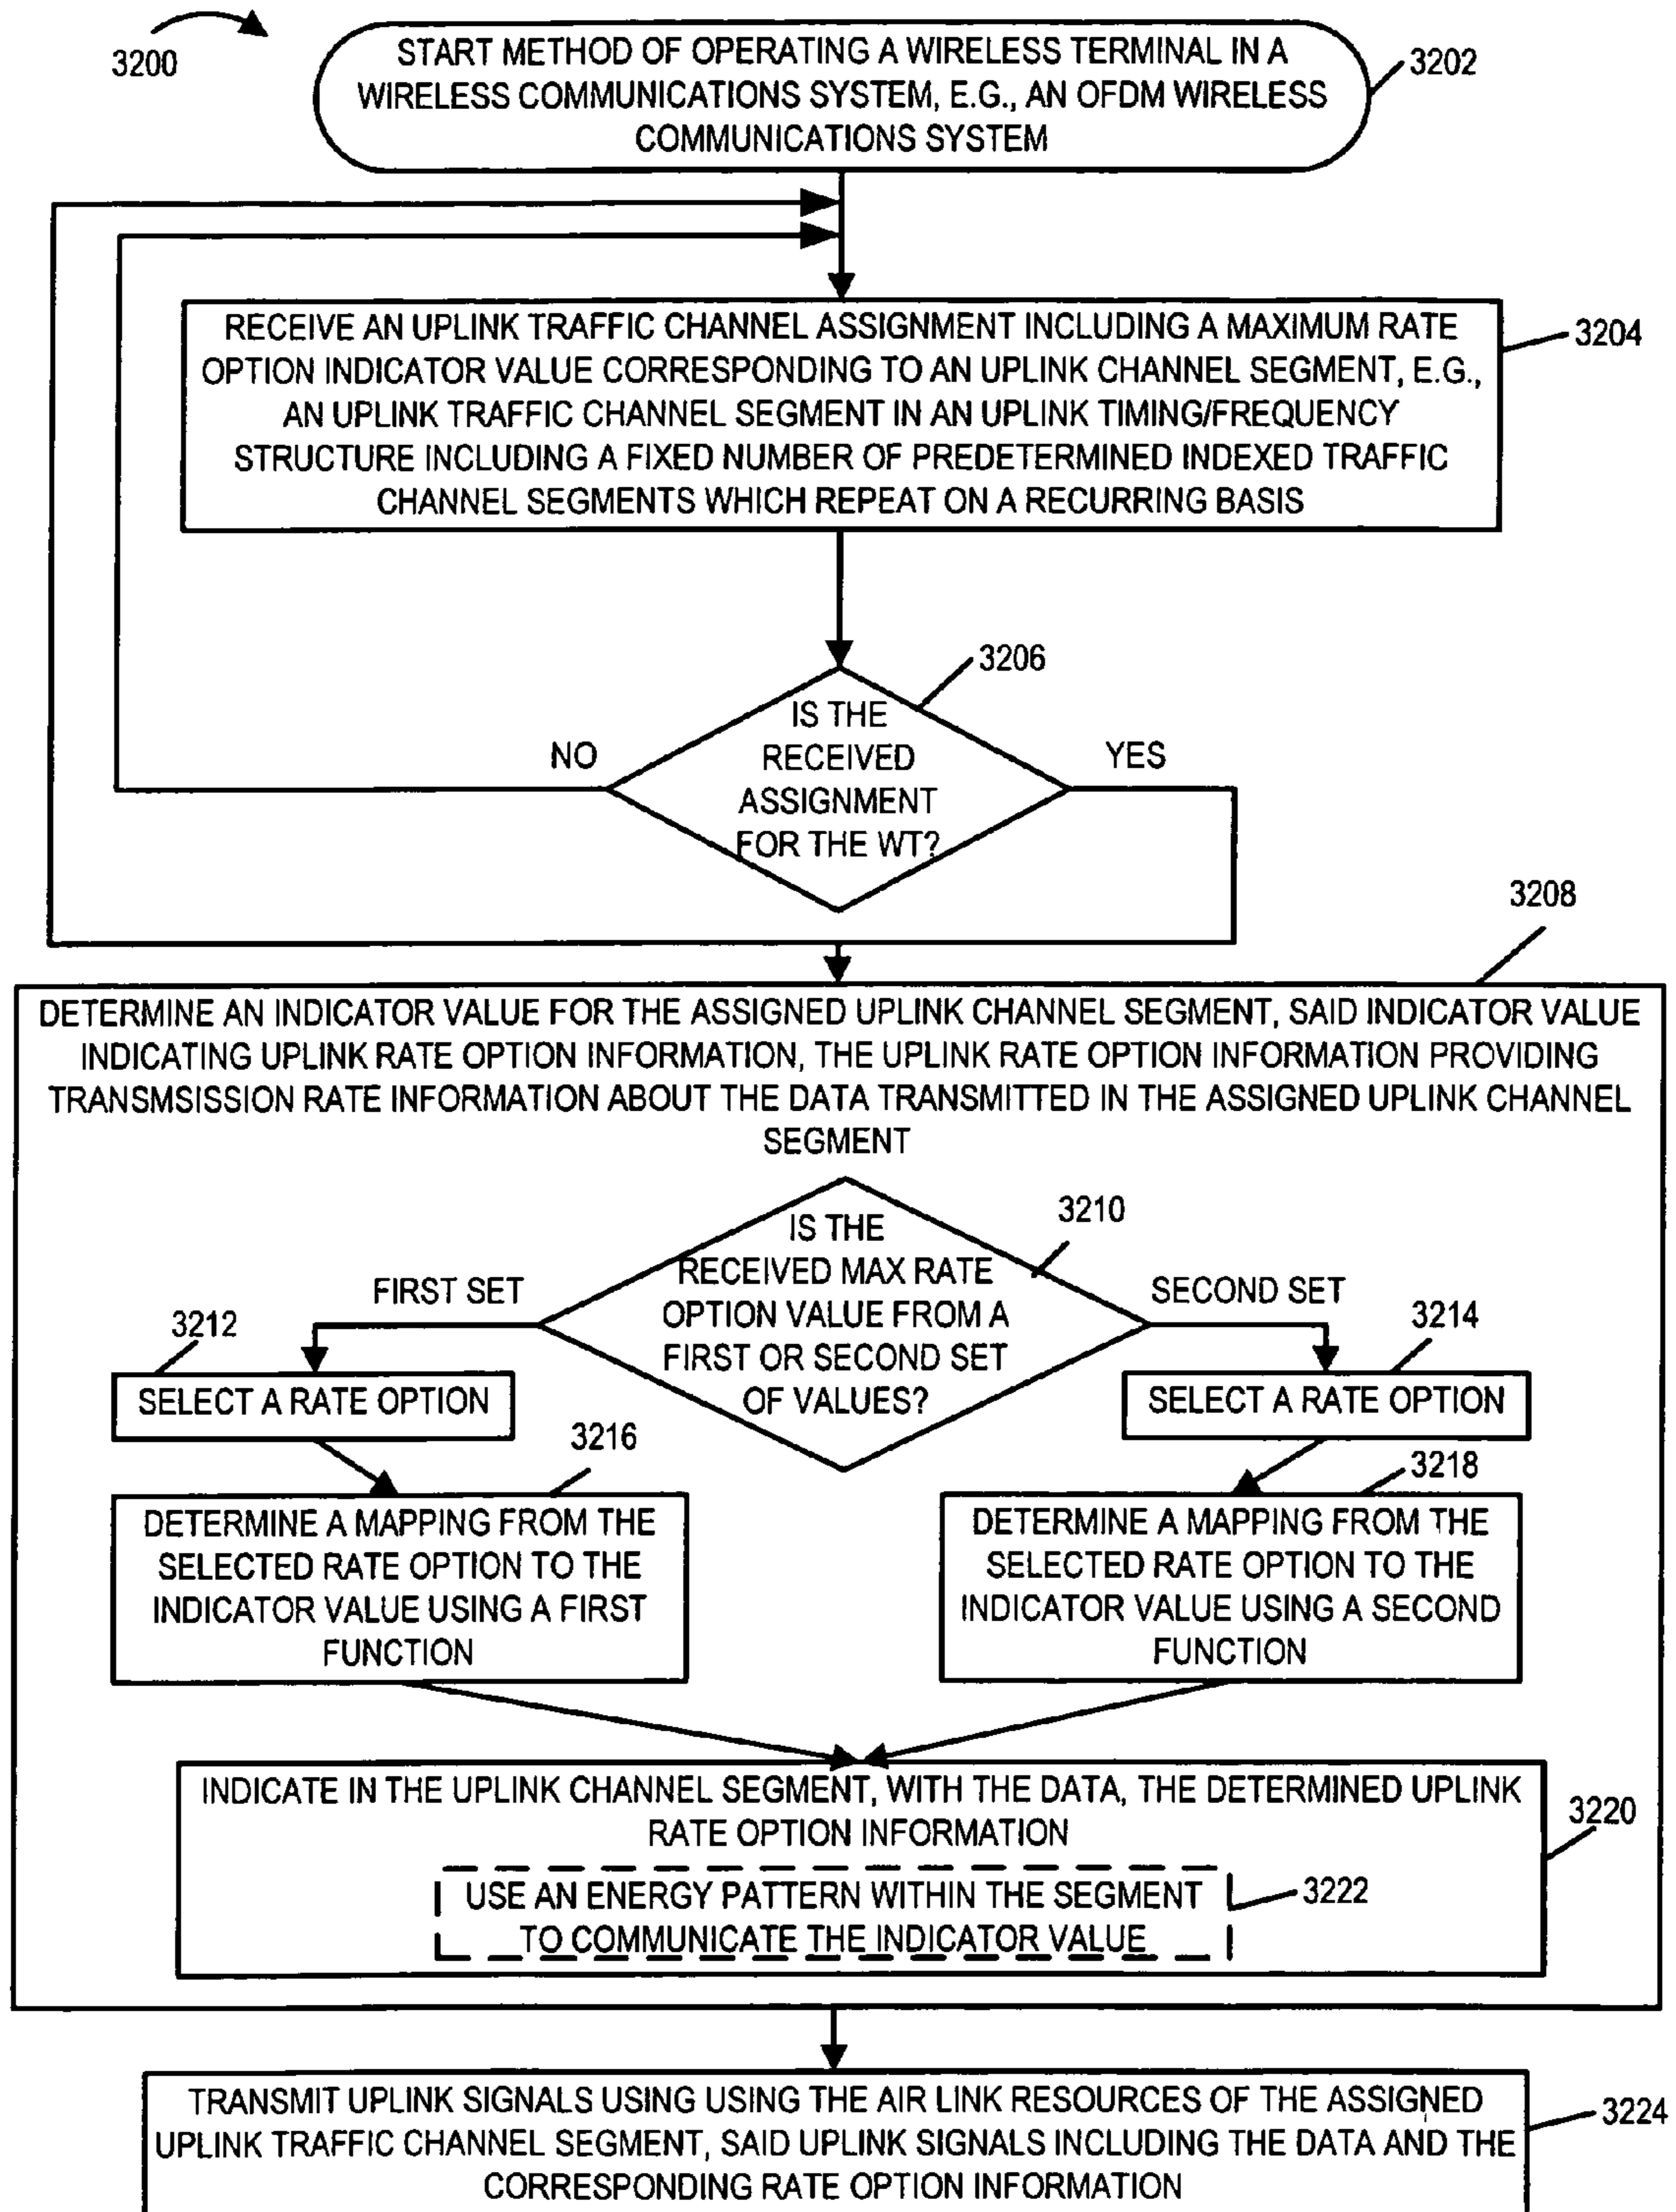 3200
START METHOD OF OPERATING A WIRELESS TERMINAL IN A
WIRELESS COMMUNICATIONS SYSTEM, E.G., AN OFDM WIRELESS
COMMUNICATIONS SYSTEM
3202
RECEIVE AN UPLINK TRAFFIC CHANNEL ASSIGNMENT INCLUDING A MAXIMUM RATE
OPTION INDICATOR VALUE CORRESPONDING TO AN UPLINK CHANNEL SEGMENT, E.G.,
AN UPLINK TRAFFIC CHANNEL SEGMENT IN AN UPLINK TIMING/FREQUENCY
STRUCTURE INCLUDING A FIXED NUMBER OF PREDETERMINED INDEXED TRAFFIC
CHANNEL SEGMENTS WHICH REPEAT ON A RECURRING BASIS
3204
3206
IS THE
RECEIVED
ASSIGNMENT
FOR THE WT?
NO
YES
3208
DETERMINE AN INDICATOR VALUE FOR THE ASSIGNED UPLINK CHANNEL SEGMENT, SAID INDICATOR VALUE
INDICATING UPLINK RATE OPTION INFORMATION, THE UPLINK RATE OPTION INFORMATION PROVIDING
TRANSMSISSION RATE INFORMATION ABOUT THE DATA TRANSMITTED IN THE ASSIGNED UPLINK CHANNEL
SEGMENT
3210
IS THE
RECEIVED MAX RATE
OPTION VALUE FROM A
FIRST OR SECOND SET
OF VALUES?
FIRST SET
SECOND SET
3212
SELECT A RATE OPTION
3214
SELECT A RATE OPTION
3216
DETERMINE A MAPPING FROM THE
SELECTED RATE OPTION TO THE
INDICATOR VALUE USING A FIRST
FUNCTION
3218
DETERMINE A MAPPING FROM THE
SELECTED RATE OPTION TO THE
INDICATOR VALUE USING A SECOND
FUNCTION
INDICATE IN THE UPLINK CHANNEL SEGMENT, WITH THE DATA, THE DETERMINED UPLINK
RATE OPTION INFORMATION
3220
USE AN ENERGY PATTERN WITHIN THE SEGMENT
TO COMMUNICATE THE INDICATOR VALUE
3222
TRANSMIT UPLINK SIGNALS USING USING THE AIR LINK RESOURCES OF THE ASSIGNED
UPLINK TRAFFIC CHANNEL SEGMENT, SAID UPLINK SIGNALS INCLUDING THE DATA AND THE
CORRESPONDING RATE OPTION INFORMATION
3224